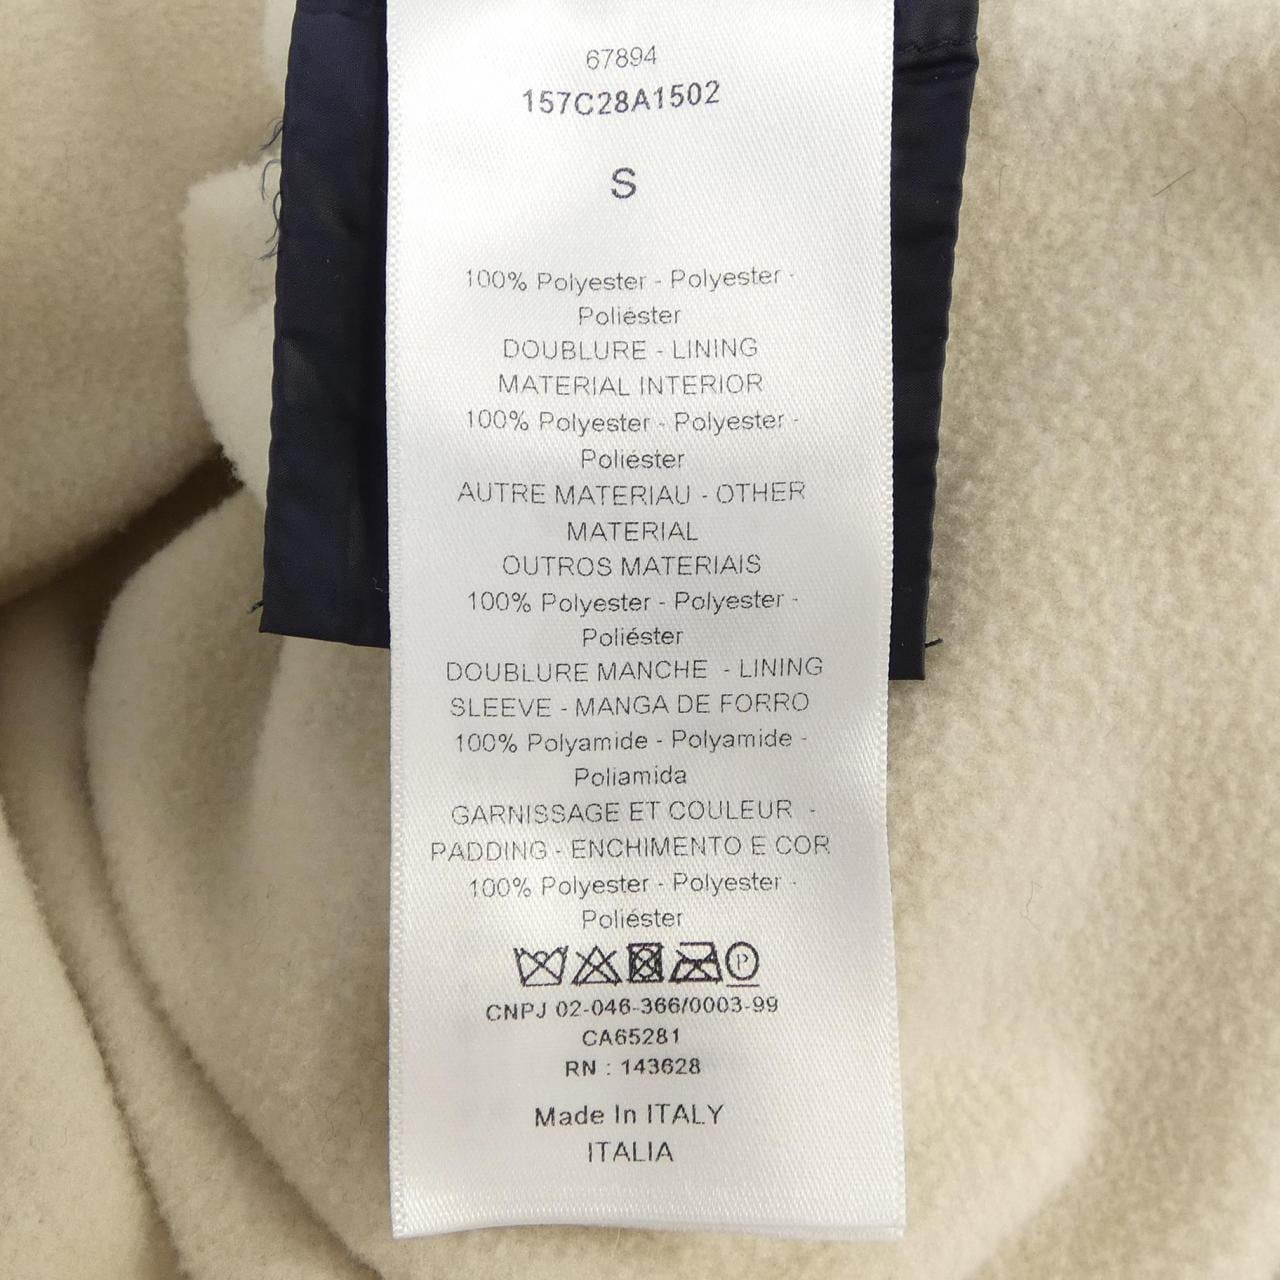 67894
157C28A1502
S
100% Polyester - Polyester -
Poliéster
DOUBLURE - LINING
MATERIAL INTERIOR
100% Polyester - Polyester -
Poliéster
AUTRE MATERIAU - OTHER
MATERIAL
OUTROS MATERIAIS
100% Polyester - Polyester -
Poliéster
DOUBLURE MANCHE - LINING
SLEEVE - MANGA DE FORRO
100% Polyamide - Polyamide -
Poliamida
GARNISSAGE ET COULEUR -
PADDING - ENCHIMENTO E COR
100% Polyester - Polyester -
Poliéster
P
CNPJ 02-046-366/0003-99
CA65281
RN : 143628
Made In ITALY
ITALIA